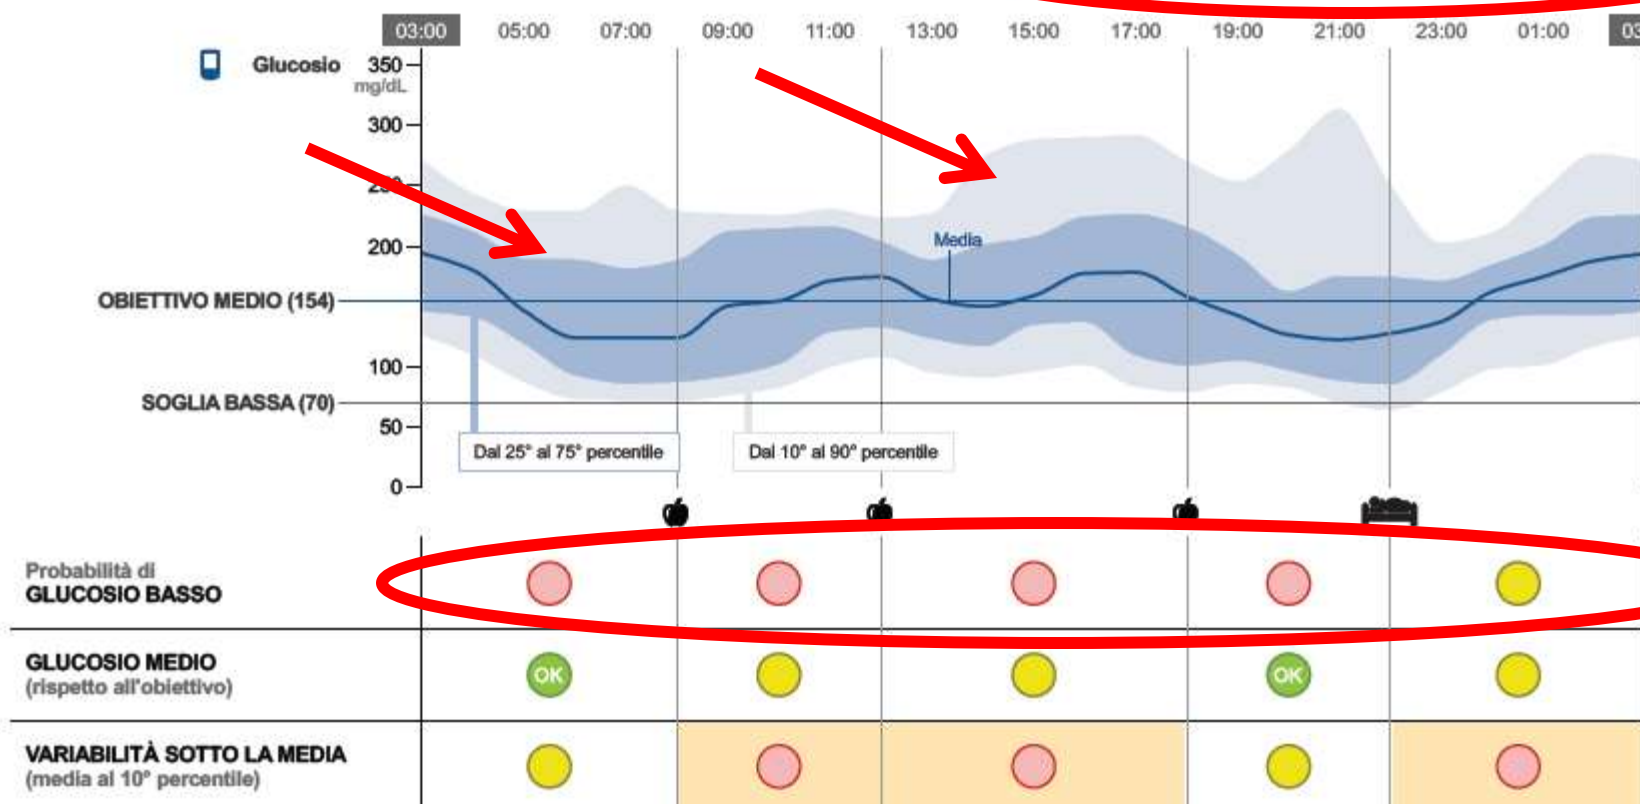 03:00 05:00 07:00 09:00 11:00 13:00 15:00 17:00 19:00 21:00 23:00 01:00 03
Glucosio 350
mg/dL
300
250
200
Media
OBIETTIVO MEDIO (154)
100
SOGLIA BASSA (70)
50
Dal 25° al 75° percentile Dal 10° al 90° percentile
0
Probabilità di
GLUCOSIO BASSO
GLUCOSIO MEDIO
(rispetto all'obiettivo)
OK OK
VARIABILITÀ SOTTO LA MEDIA
(media al 10° percentile)